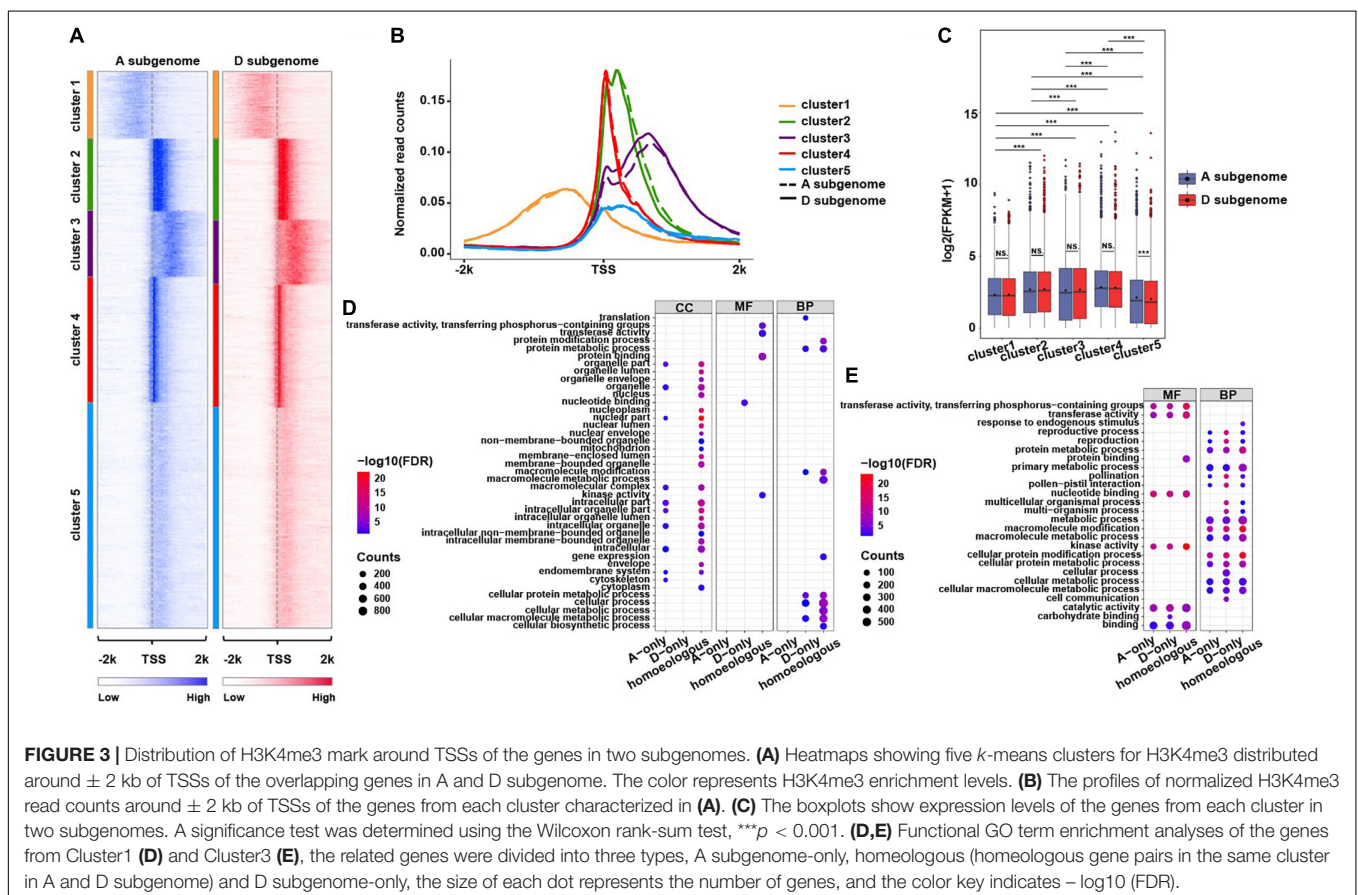 A
A subgenome
D subgenome
cluster 1
cluster 2
cluster 3
cluster 4
cluster 5
-2k TSS 2k
-2k TSS 2k
Low High
Low High
B
Normalized read counts
0.15
0.10
0.05
0.00
-2k TSS 2k
cluster1
cluster2
cluster3
cluster4
cluster5
A subgenome
D subgenome
C
log2(FPKM+1)
15
10
5
0
***
***
***
***
***
***
***
***
***
***
NS.
NS.
NS.
NS.
***
cluster1
cluster2
cluster3
cluster4
cluster5
A subgenome
D subgenome
D
CC MF BP
translation
transferase activity, transferring phosphorus−containing groups
transferase activity
protein modification process
protein metabolic process
protein binding
organelle part
organelle lumen
organelle envelope
organelle
nucleus
nucleotide binding
nucleoplasm
nuclear part
nuclear lumen
nuclear envelope
non−membrane−bounded organelle
mitochondrion
membrane−enclosed lumen
membrane−bounded organelle
macromolecule modification
macromolecule metabolic process
macromolecular complex
kinase activity
intracellular part
intracellular organelle part
intracellular organelle lumen
intracellular organelle
intracellular non−membrane−bounded organelle
intracellular membrane−bounded organelle
intracellular
gene expression
envelope
endomembrane system
cytoskeleton
cytoplasm
cellular protein metabolic process
cellular process
cellular metabolic process
cellular macromolecule metabolic process
cellular biosynthetic process
A−only
D−only
homoeologous
A−only
D−only
homoeologous
A−only
D−only
homoeologous
−log10(FDR)
20
15
10
5
Counts
200
400
600
800
E
MF BP
transferase activity, transferring phosphorus−containing groups
transferase activity
response to endogenous stimulus
reproductive process
reproduction
protein metabolic process
protein binding
primary metabolic process
pollination
pollen−pistil interaction
nucleotide binding
multicellular organismal process
multi−organism process
metabolic process
macromolecule modification
macromolecule metabolic process
kinase activity
cellular protein modification process
cellular protein metabolic process
cellular process
cellular metabolic process
cellular macromolecule metabolic process
cell communication
catalytic activity
carbohydrate binding
binding
A−only
D−only
homoeologous
A−only
D−only
homoeologous
−log10(FDR)
20
15
10
5
Counts
100
200
300
400
500
FIGURE 3 | Distribution of H3K4me3 mark around TSSs of the genes in two subgenomes. (A) Heatmaps showing five k-means clusters for H3K4me3 distributed
around ± 2 kb of TSSs of the overlapping genes in A and D subgenome. The color represents H3K4me3 enrichment levels. (B) The profiles of normalized H3K4me3
read counts around ± 2 kb of TSSs of the genes from each cluster characterized in (A). (C) The boxplots show expression levels of the genes from each cluster in
two subgenomes. A significance test was determined using the Wilcoxon rank-sum test, ***p < 0.001. (D,E) Functional GO term enrichment analyses of the genes
from Cluster1 (D) and Cluster3 (E), the related genes were divided into three types, A subgenome-only, homeologous (homeologous gene pairs in the same cluster
in A and D subgenome) and D subgenome-only, the size of each dot represents the number of genes, and the color key indicates – log10 (FDR).